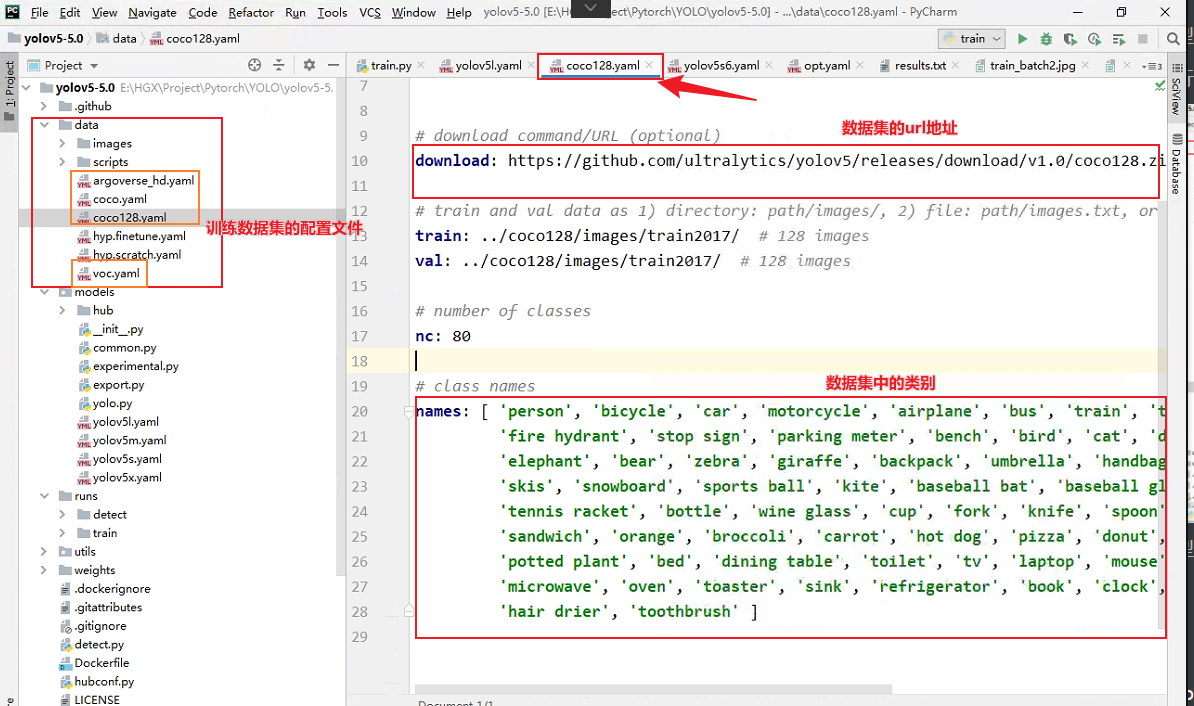 File Edit View Navigate Code Refactor Run Tools VCS Window Help yolov5-5.0 [E:\HGX\Project\Pytorch\YOLO\yolov5-5.0] - ...\data\coco128.yaml - PyCharm
yolov5-5.0 data coco128.yaml train
Project
train.py yolov5l.yaml coco128.yaml yolov5s6.yaml opt.yaml results.txt train_batch2.jpg
1: Project
SciView
Database
yolov5-5.0 E:\HGX\Project\Pytorch\YOLO\yolov5-5.
.github
data
images
scripts
argoverse_hd.yaml
coco.yaml
coco128.yaml
hyp.finetune.yaml
hyp.scratch.yaml
voc.yaml
models
hub
__init__.py
common.py
experimental.py
export.py
yolo.py
yolov5l.yaml
yolov5m.yaml
yolov5s.yaml
yolov5x.yaml
runs
detect
train
utils
weights
.dockerignore
.gitattributes
.gitignore
detect.py
Dockerfile
hubconf.py
LICENSE
训练数据集的配置文件
7
8
数据集的url地址
9 # download command/URL (optional)
10 download: https://github.com/ultralytics/yolov5/releases/download/v1.0/coco128.zi
11
12 # train and val data as 1) directory: path/images/, 2) file: path/images.txt, or
13 train: ../coco128/images/train2017/ # 128 images
14 val: ../coco128/images/train2017/ # 128 images
15
16 # number of classes
17 nc: 80
18
数据集中的类别
19 # class names
20 names: [ 'person', 'bicycle', 'car', 'motorcycle', 'airplane', 'bus', 'train', 't
21 'fire hydrant', 'stop sign', 'parking meter', 'bench', 'bird', 'cat', 'd
22 'elephant', 'bear', 'zebra', 'giraffe', 'backpack', 'umbrella', 'handbag
23 'skis', 'snowboard', 'sports ball', 'kite', 'baseball bat', 'baseball gl
24 'tennis racket', 'bottle', 'wine glass', 'cup', 'fork', 'knife', 'spoon'
25 'sandwich', 'orange', 'broccoli', 'carrot', 'hot dog', 'pizza', 'donut',
26 'potted plant', 'bed', 'dining table', 'toilet', 'tv', 'laptop', 'mouse'
27 'microwave', 'oven', 'toaster', 'sink', 'refrigerator', 'book', 'clock',
28 'hair drier', 'toothbrush' ]
29
Document 1/1